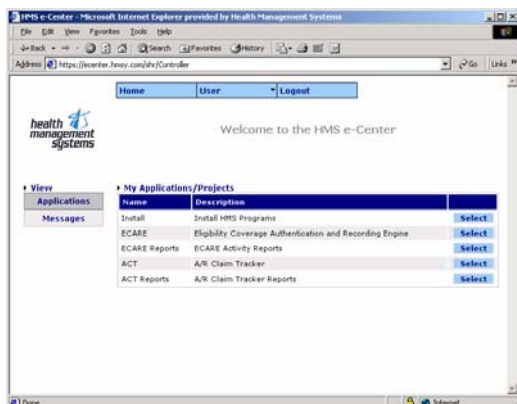 HMS e-Center - Microsoft Internet Explorer provided by Health Management Systems
File Edit View Favorites Tools Help
Back Search Favorites History
Address https://ecenter.hmsy.com/shr/Controller Go Links
Home User Logout
health
management
systems
Welcome to the HMS e-Center
View
Applications
Messages
My Applications/Projects
Name Description
Install Install HMS Programs Select
ECARE Eligibility Coverage Authentication and Recording Engine Select
ECARE Reports ECARE Activity Reports Select
ACT A/R Claim Tracker Select
ACT Reports A/R Claim Tracker Reports Select
Done Internet